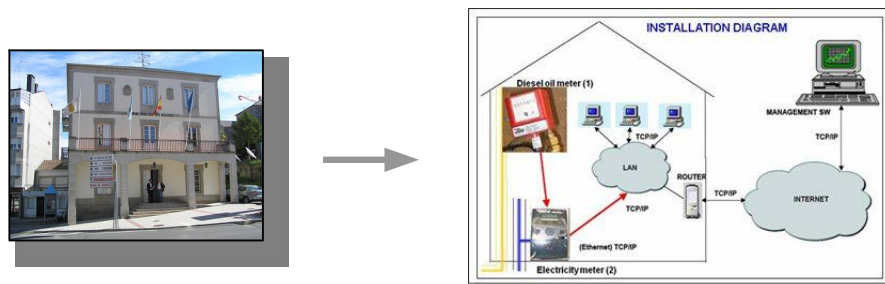 INSTALLATION DIAGRAM
Diesel oil meter (1)
MANAGEMENT SW
TCP/IP
TCP/IP
LAN
ROUTER
TCP/IP
INTERNET
TCP/IP
(Ethernet) TCP/IP
Electricity meter (2)